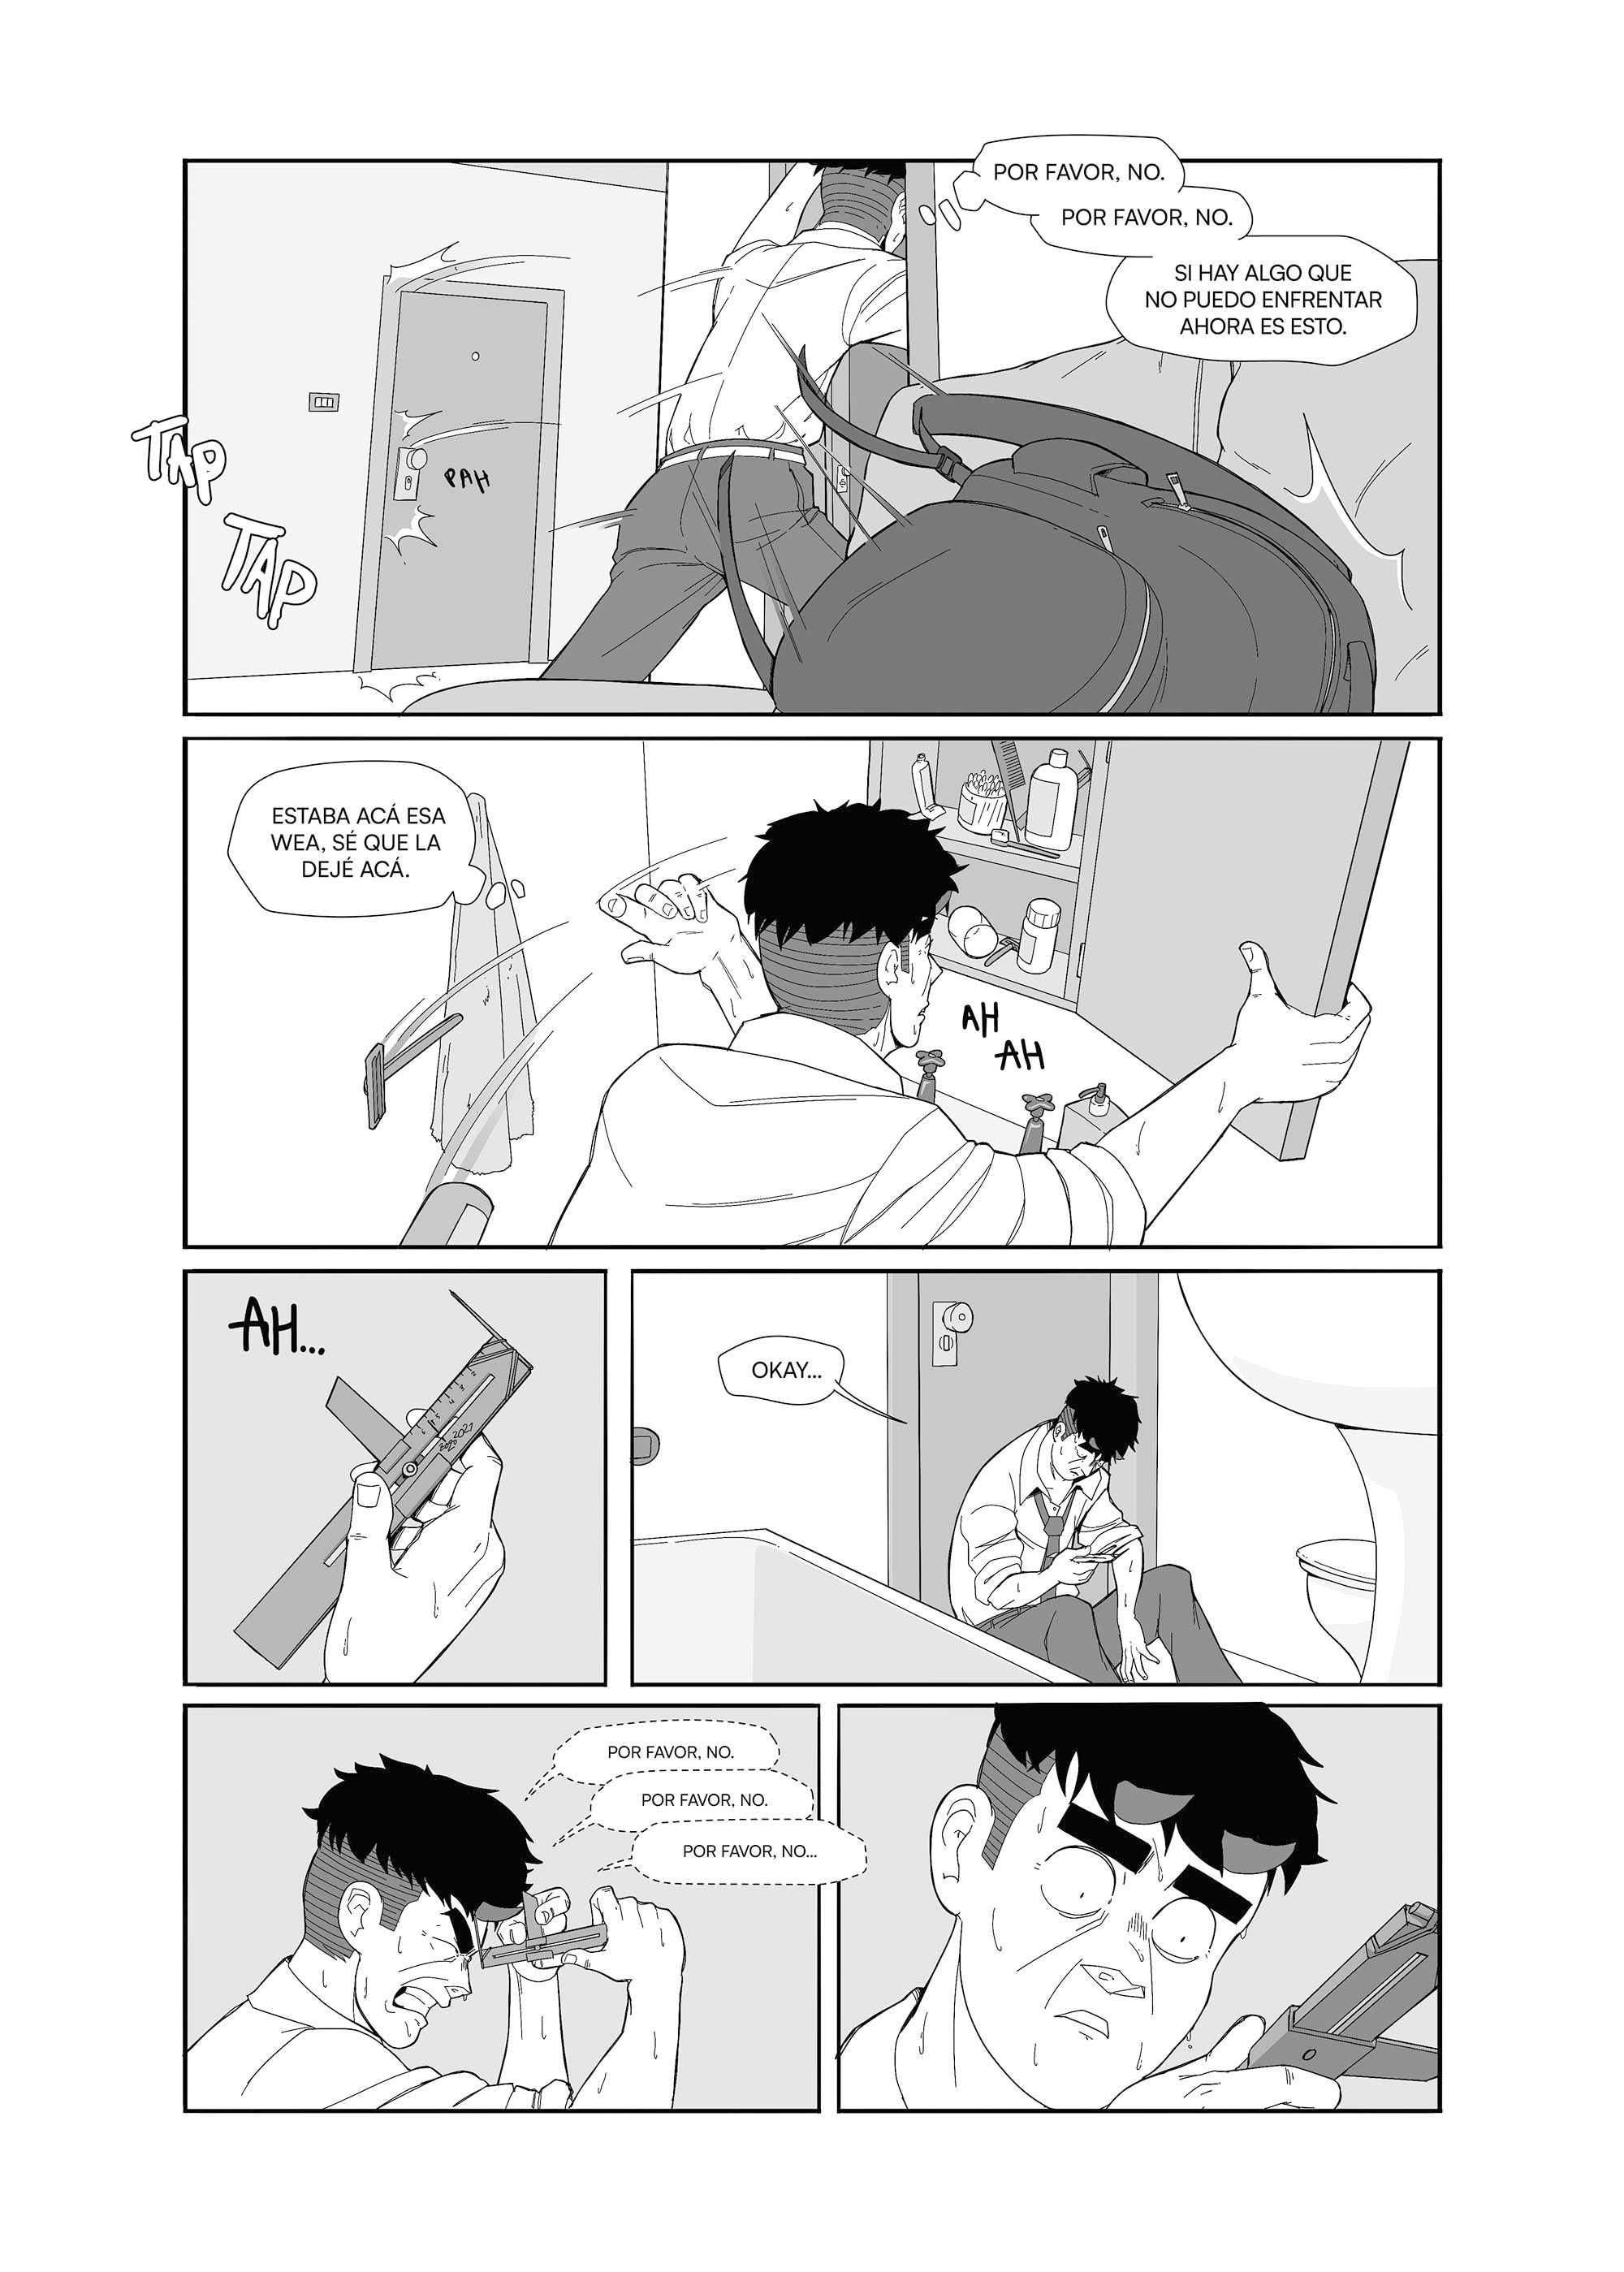 POR FAVOR, NO.
POR FAVOR, NO.
SI HAY ALGO QUE
NO PUEDO ENFRENTAR
AHORA ES ESTO.
TAP
PAH
TAP
ESTABA ACÁ ESA
WEA, SÉ QUE LA
DEJÉ ACÁ.
AH
AH
AH...
OKAY...
POR FAVOR, NO.
POR FAVOR, NO.
POR FAVOR, NO...